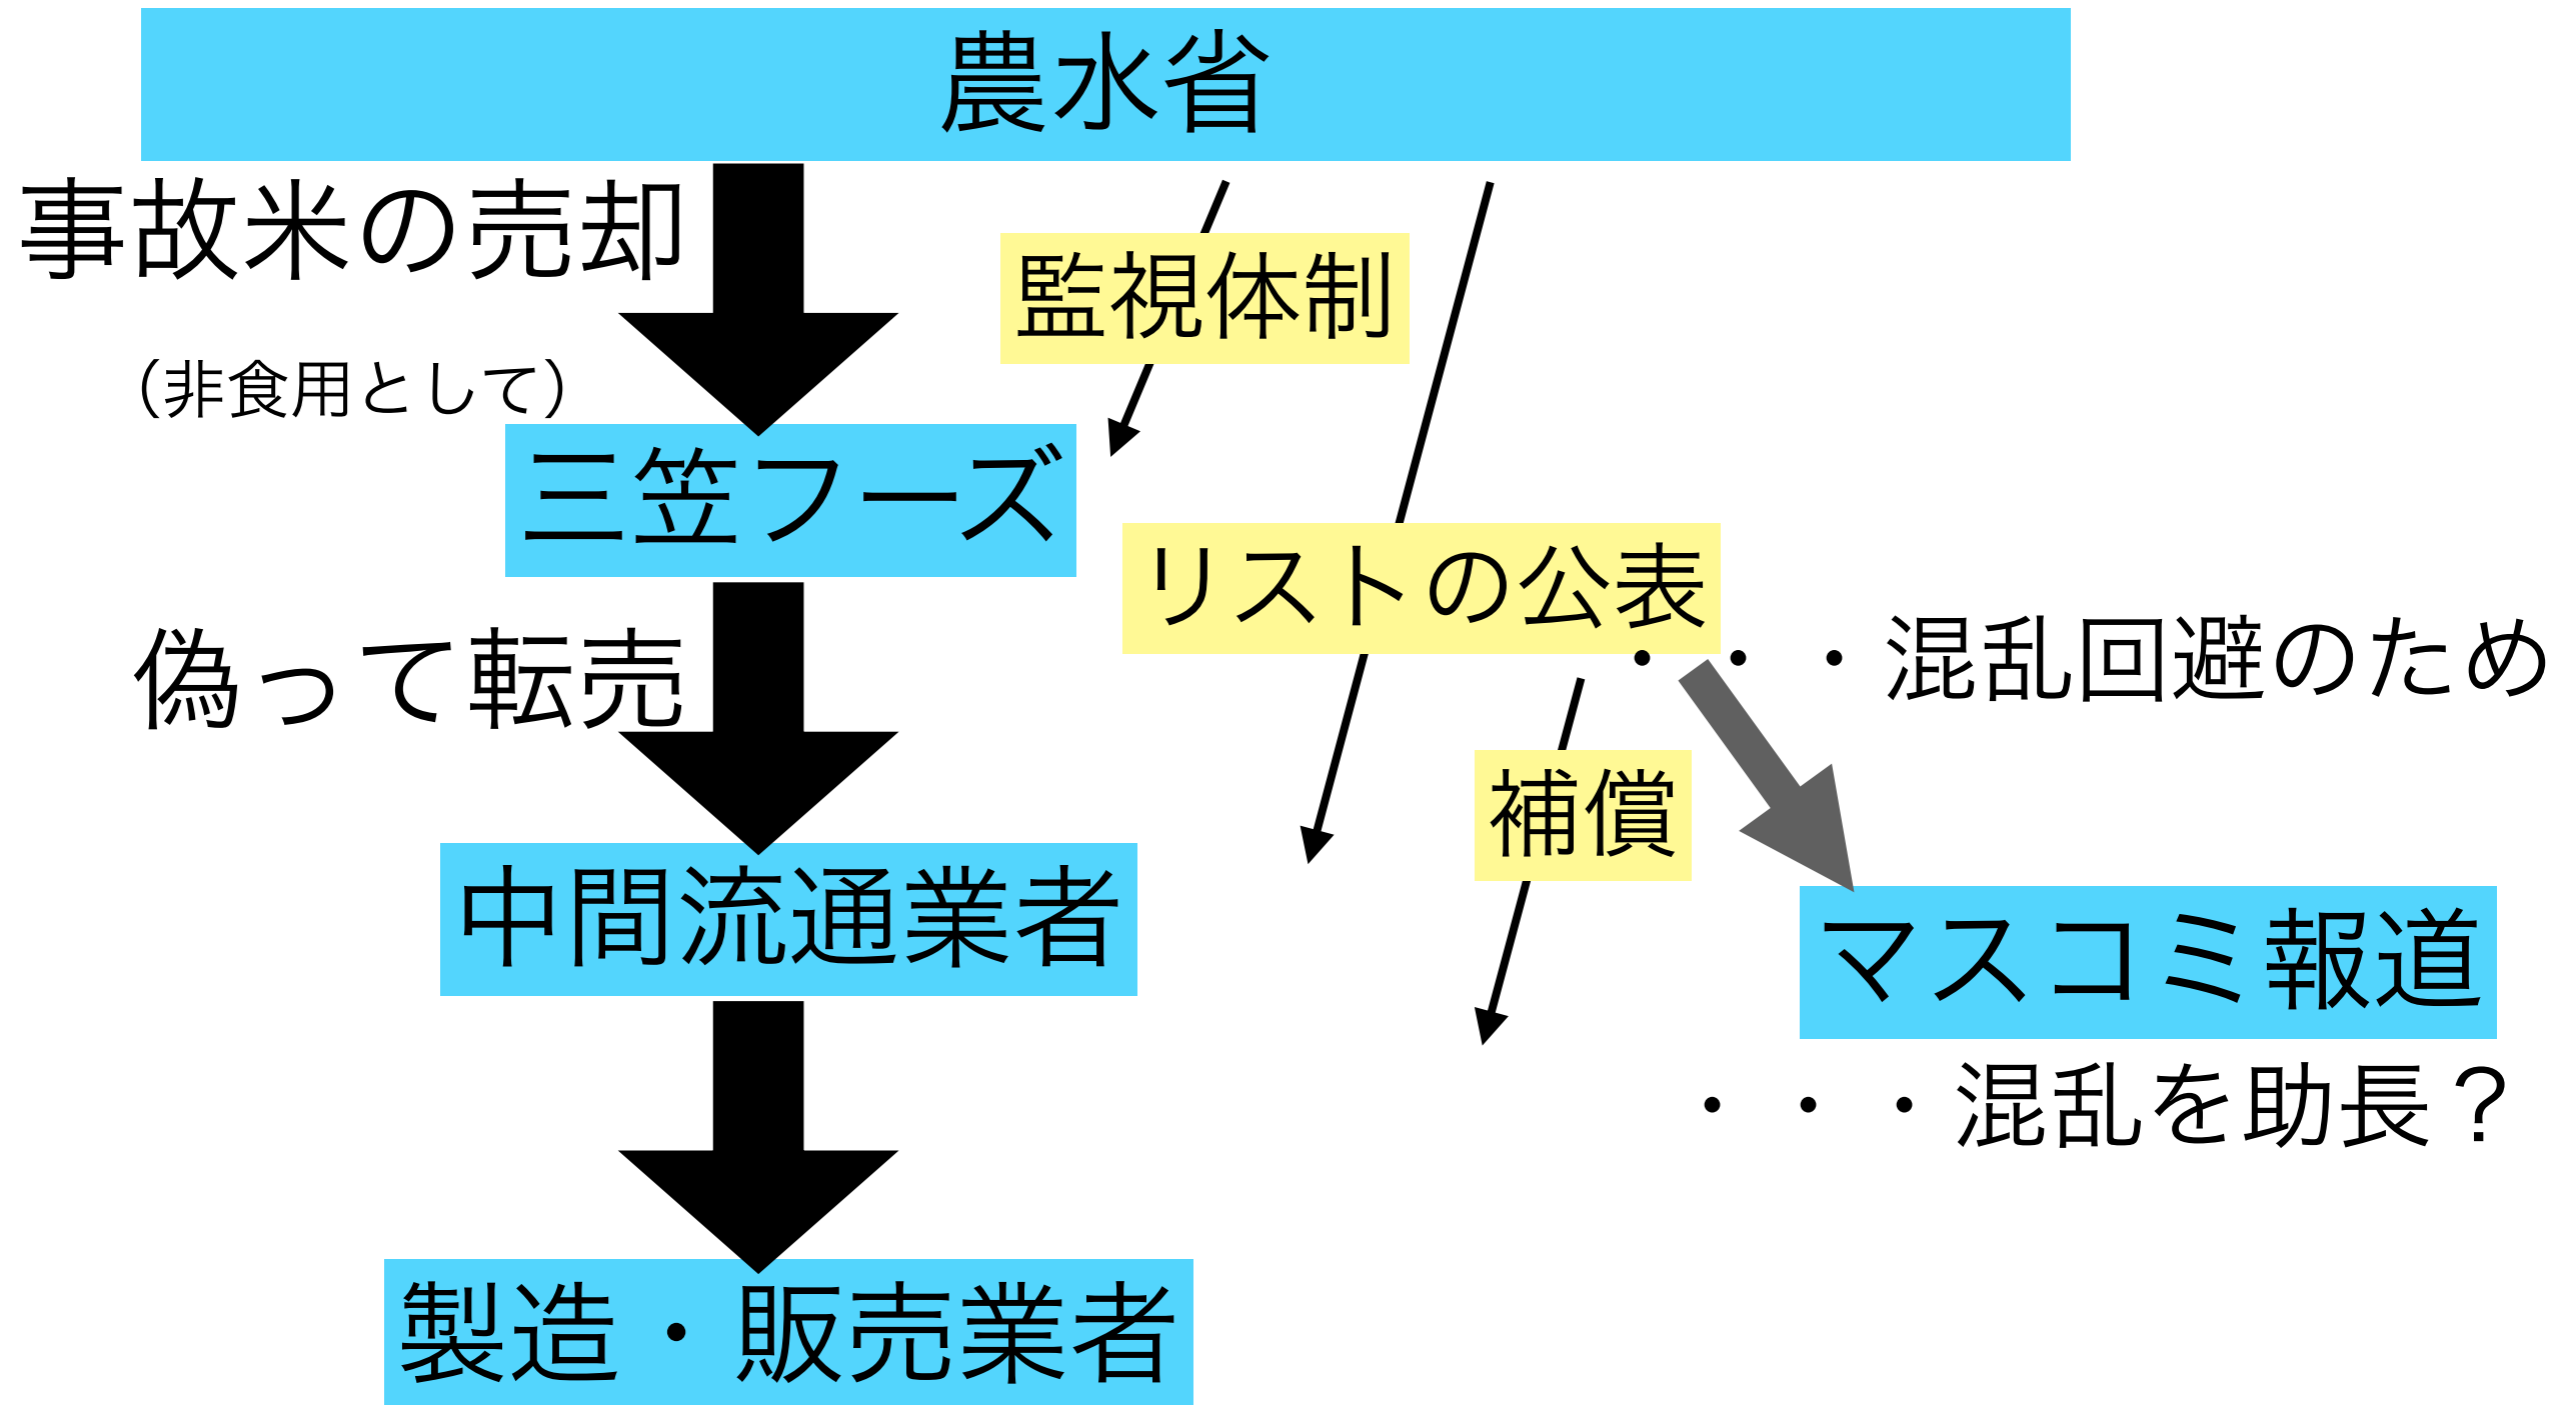 農水省
事故米の売却
(非食用として)
監視体制
三笠フーズ
リストの公表
・・・混乱回避のため
偽って転売
補償
中間流通業者
マスコミ報道
・・・混乱を助長？
製造・販売業者